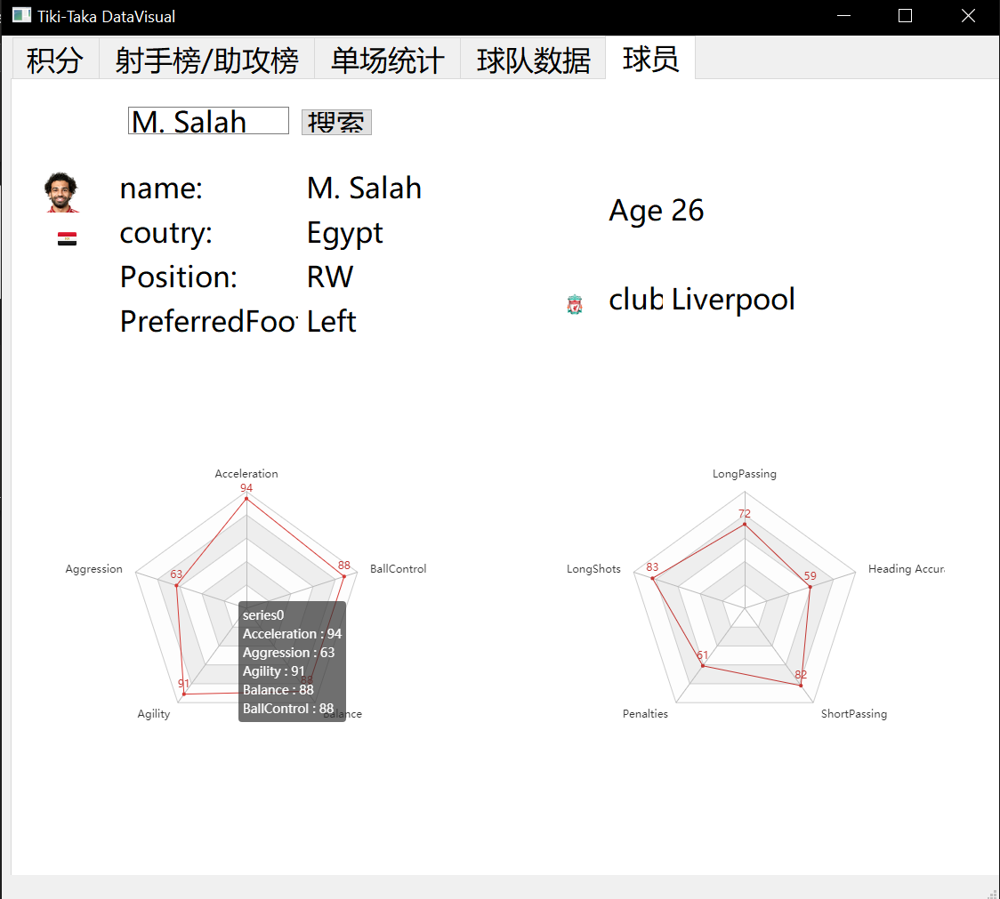 Tiki-Taka DataVisual
积分 射手榜/助攻榜 单场统计 球队数据 球员
M. Salah 搜索
name: M. Salah
Age 26
coutry: Egypt
Position: RW
club Liverpool
PreferredFoo Left
Acceleration
94
BallControl
88
Aggression
63
91
88
Agility
Balance
series0
Acceleration : 94
Aggression : 63
Agility : 91
Balance : 88
BallControl : 88
LongPassing
72
LongShots
83
59
Heading Accur
61
82
Penalties
ShortPassing